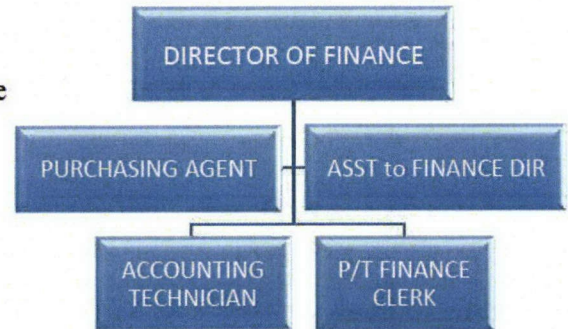 DIRECTOR OF FINANCE
e
PURCHASING AGENT
ASST to FINANCE DIR
ACCOUNTING
TECHNICIAN
P/T FINANCE
CLERK